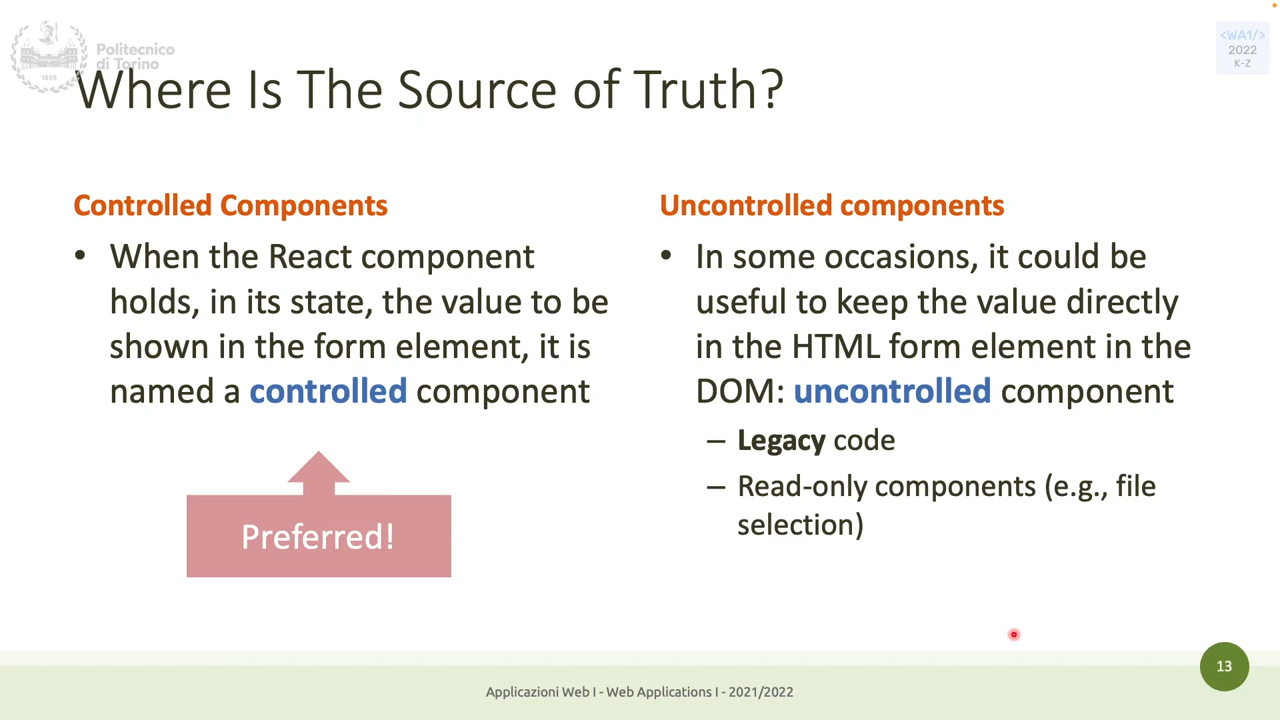 Politecnico
di Torino
1859
<WA1/>
2022
K-Z
Where Is The Source of Truth?
Controlled Components
• When the React component
holds, in its state, the value to be
shown in the form element, it is
named a controlled component
Preferred!
Uncontrolled components
• In some occasions, it could be
useful to keep the value directly
in the HTML form element in the
DOM: uncontrolled component
– Legacy code
– Read-only components (e.g., file
selection)
Applicazioni Web I - Web Applications I - 2021/2022
13